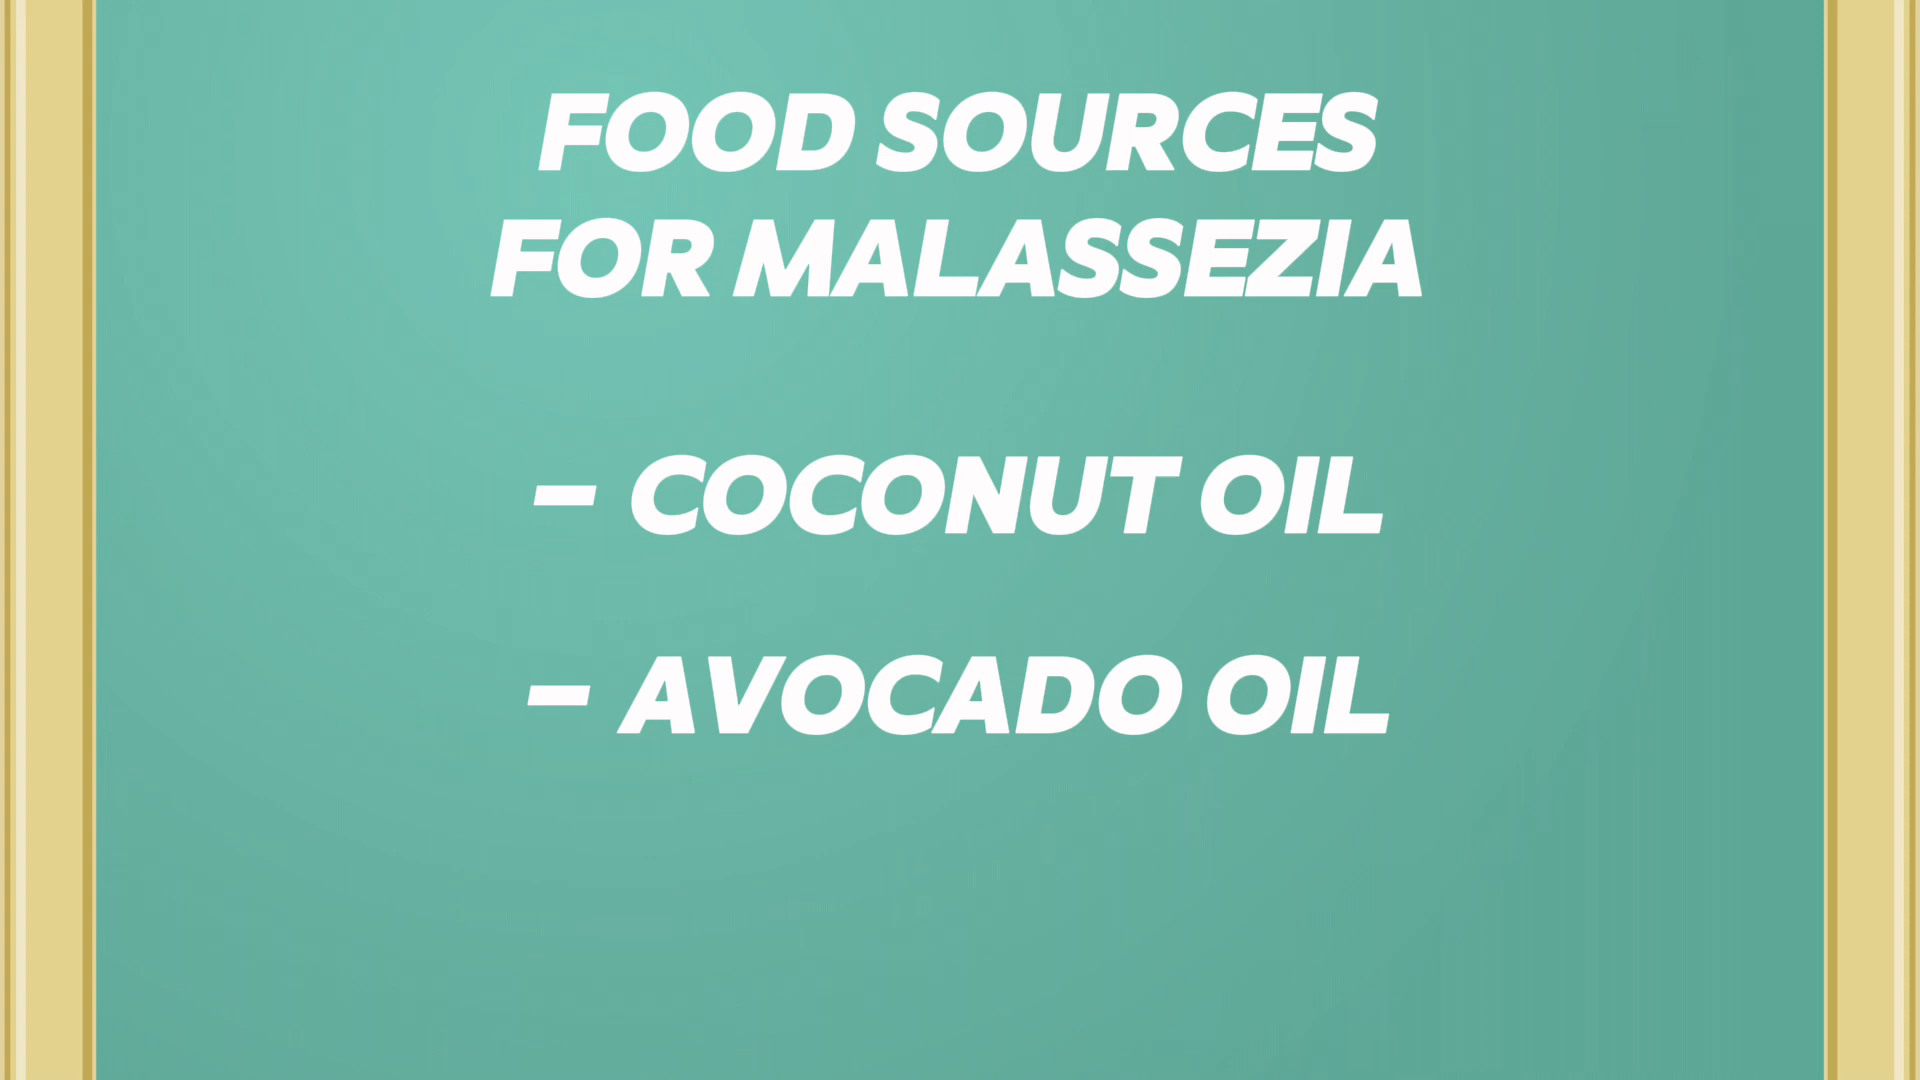 FOOD SOURCES
FOR MALASSEZIA
- COCONUT OIL
- AVOCADO OIL